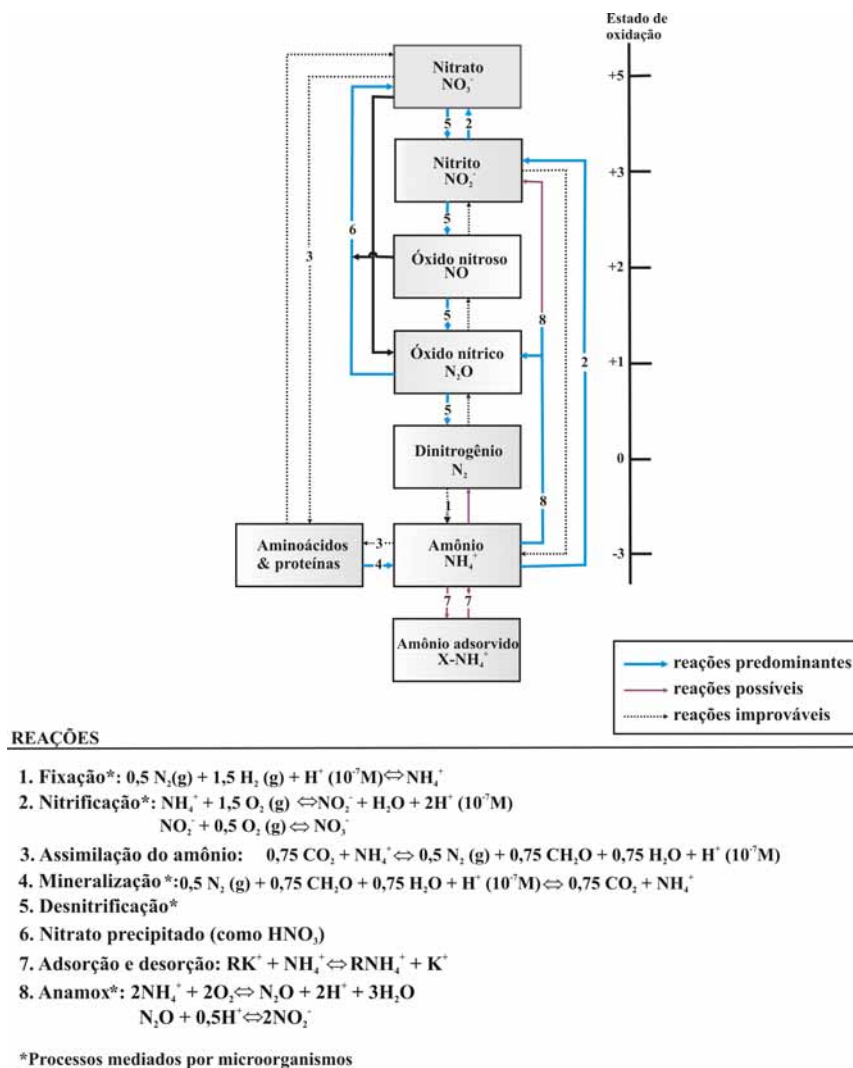 Estado de
oxidação
Nitrato
NO₃⁻
+5
5
2
Nitrito
NO₂⁻
+3
5
6
3
Óxido nitroso
NO
+2
5
8
2
Óxido nítrico
N₂O
+1
5
Dinitrogênio
N₂
0
1
8
Aminoácidos
& proteínas
3
4
Amônio
NH₄⁺
-3
7
7
Amônio adsorvido
X-NH₄⁺
reações predominantes
reações possíveis
reações improváveis
REAÇÕES
1. Fixação*: 0,5 N₂(g) + 1,5 H₂ (g) + H⁺ (10⁻⁷M)⇔NH₄⁺
2. Nitrificação*: NH₄⁺ + 1,5 O₂ (g) ⇔NO₂⁻ + H₂O + 2H⁺ (10⁻⁷M)
NO₂⁻ + 0,5 O₂ (g) ⇔ NO₃⁻
3. Assimilação do amônio: 0,75 CO₂ + NH₄⁺ ⇔ 0,5 N₂ (g) + 0,75 CH₂O + 0,75 H₂O + H⁺ (10⁻⁷M)
4. Mineralização*:0,5 N₂ (g) + 0,75 CH₂O + 0,75 H₂O + H⁺ (10⁻⁷M) ⇔ 0,75 CO₂ + NH₄⁺
5. Desnitrificação*
6. Nitrato precipitado (como HNO₃)
7. Adsorção e desorção: RK⁺ + NH₄⁺⇔RNH₄⁺ + K⁺
8. Anamox*: 2NH₄⁺ + 2O₂⇔ N₂O + 2H⁺ + 3H₂O
N₂O + 0,5H⁺⇔2NO₂⁻
*Processos mediados por microorganismos